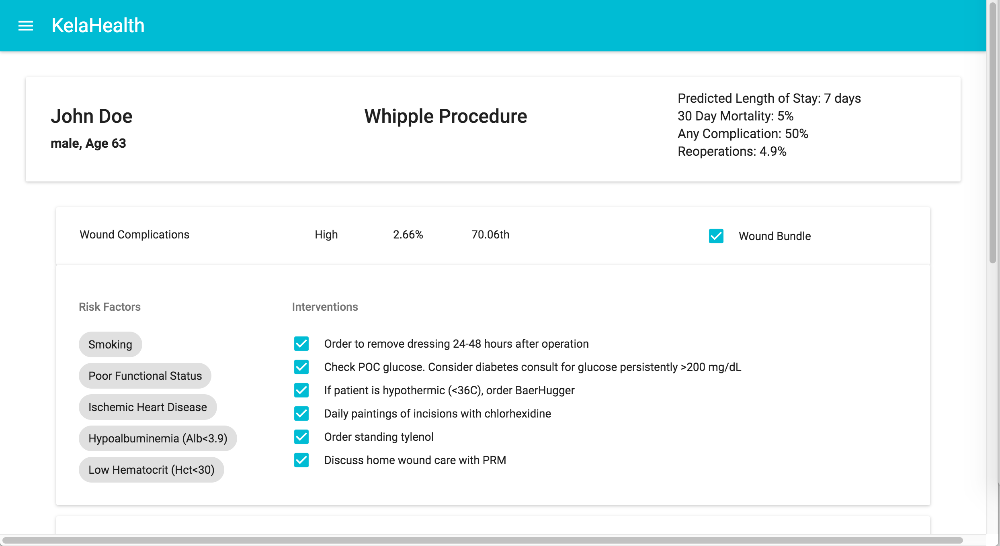 KelaHealth
John Doe
male, Age 63
Whipple Procedure
Predicted Length of Stay: 7 days
30 Day Mortality: 5%
Any Complication: 50%
Reoperations: 4.9%
Wound Complications High 2.66% 70.06th Wound Bundle
Risk Factors
Smoking
Poor Functional Status
Ischemic Heart Disease
Hypoalbuminemia (Alb<3.9)
Low Hematocrit (Hct<30)
Interventions
Order to remove dressing 24-48 hours after operation
Check POC glucose. Consider diabetes consult for glucose persistently >200 mg/dL
If patient is hypothermic (<36C), order BaerHugger
Daily paintings of incisions with chlorhexidine
Order standing tylenol
Discuss home wound care with PRM